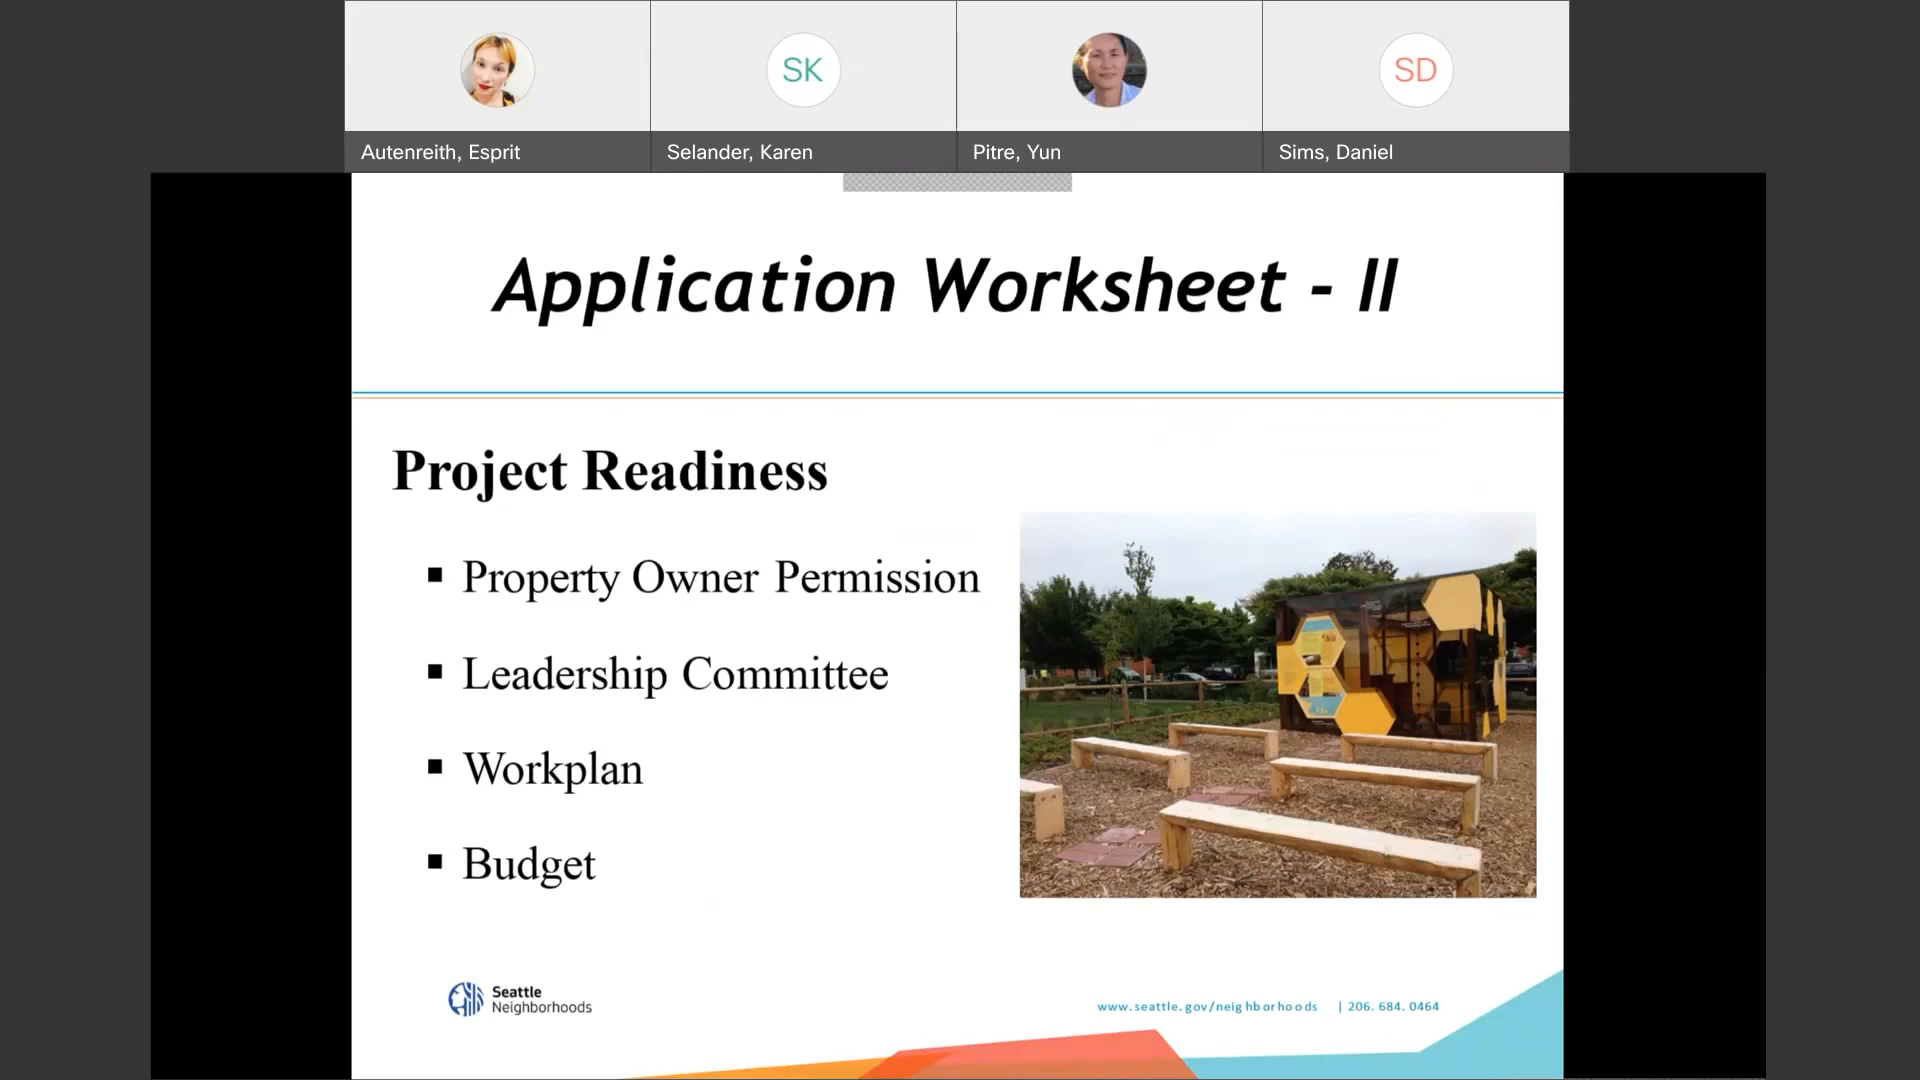 SK
SD
Autenreith, Esprit
Selander, Karen
Pitre, Yun
Sims, Daniel
Application Worksheet - II
Project Readiness
Property Owner Permission
Leadership Committee
Workplan
Budget
Seattle
Neighborhoods
www.seattle.gov/neighborhoods | 206. 684. 0464